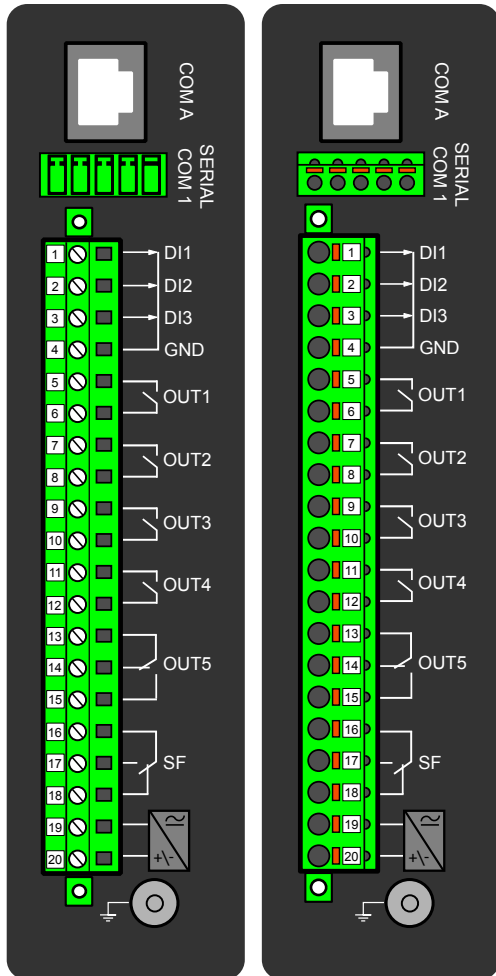 COM A
SERIAL
COM 1
1 DI1
2 DI2
3 DI3
4 GND
5
OUT1
6
7
OUT2
8
9
OUT3
10
11
OUT4
12
13
14 OUT5
15
16
17 SF
18
19
20 +/-
COM A
SERIAL
COM 1
1 DI1
2 DI2
3 DI3
4 GND
5
OUT1
6
7
OUT2
8
9
OUT3
10
11
OUT4
12
13
14 OUT5
15
16
17 SF
18
19
20 +/-